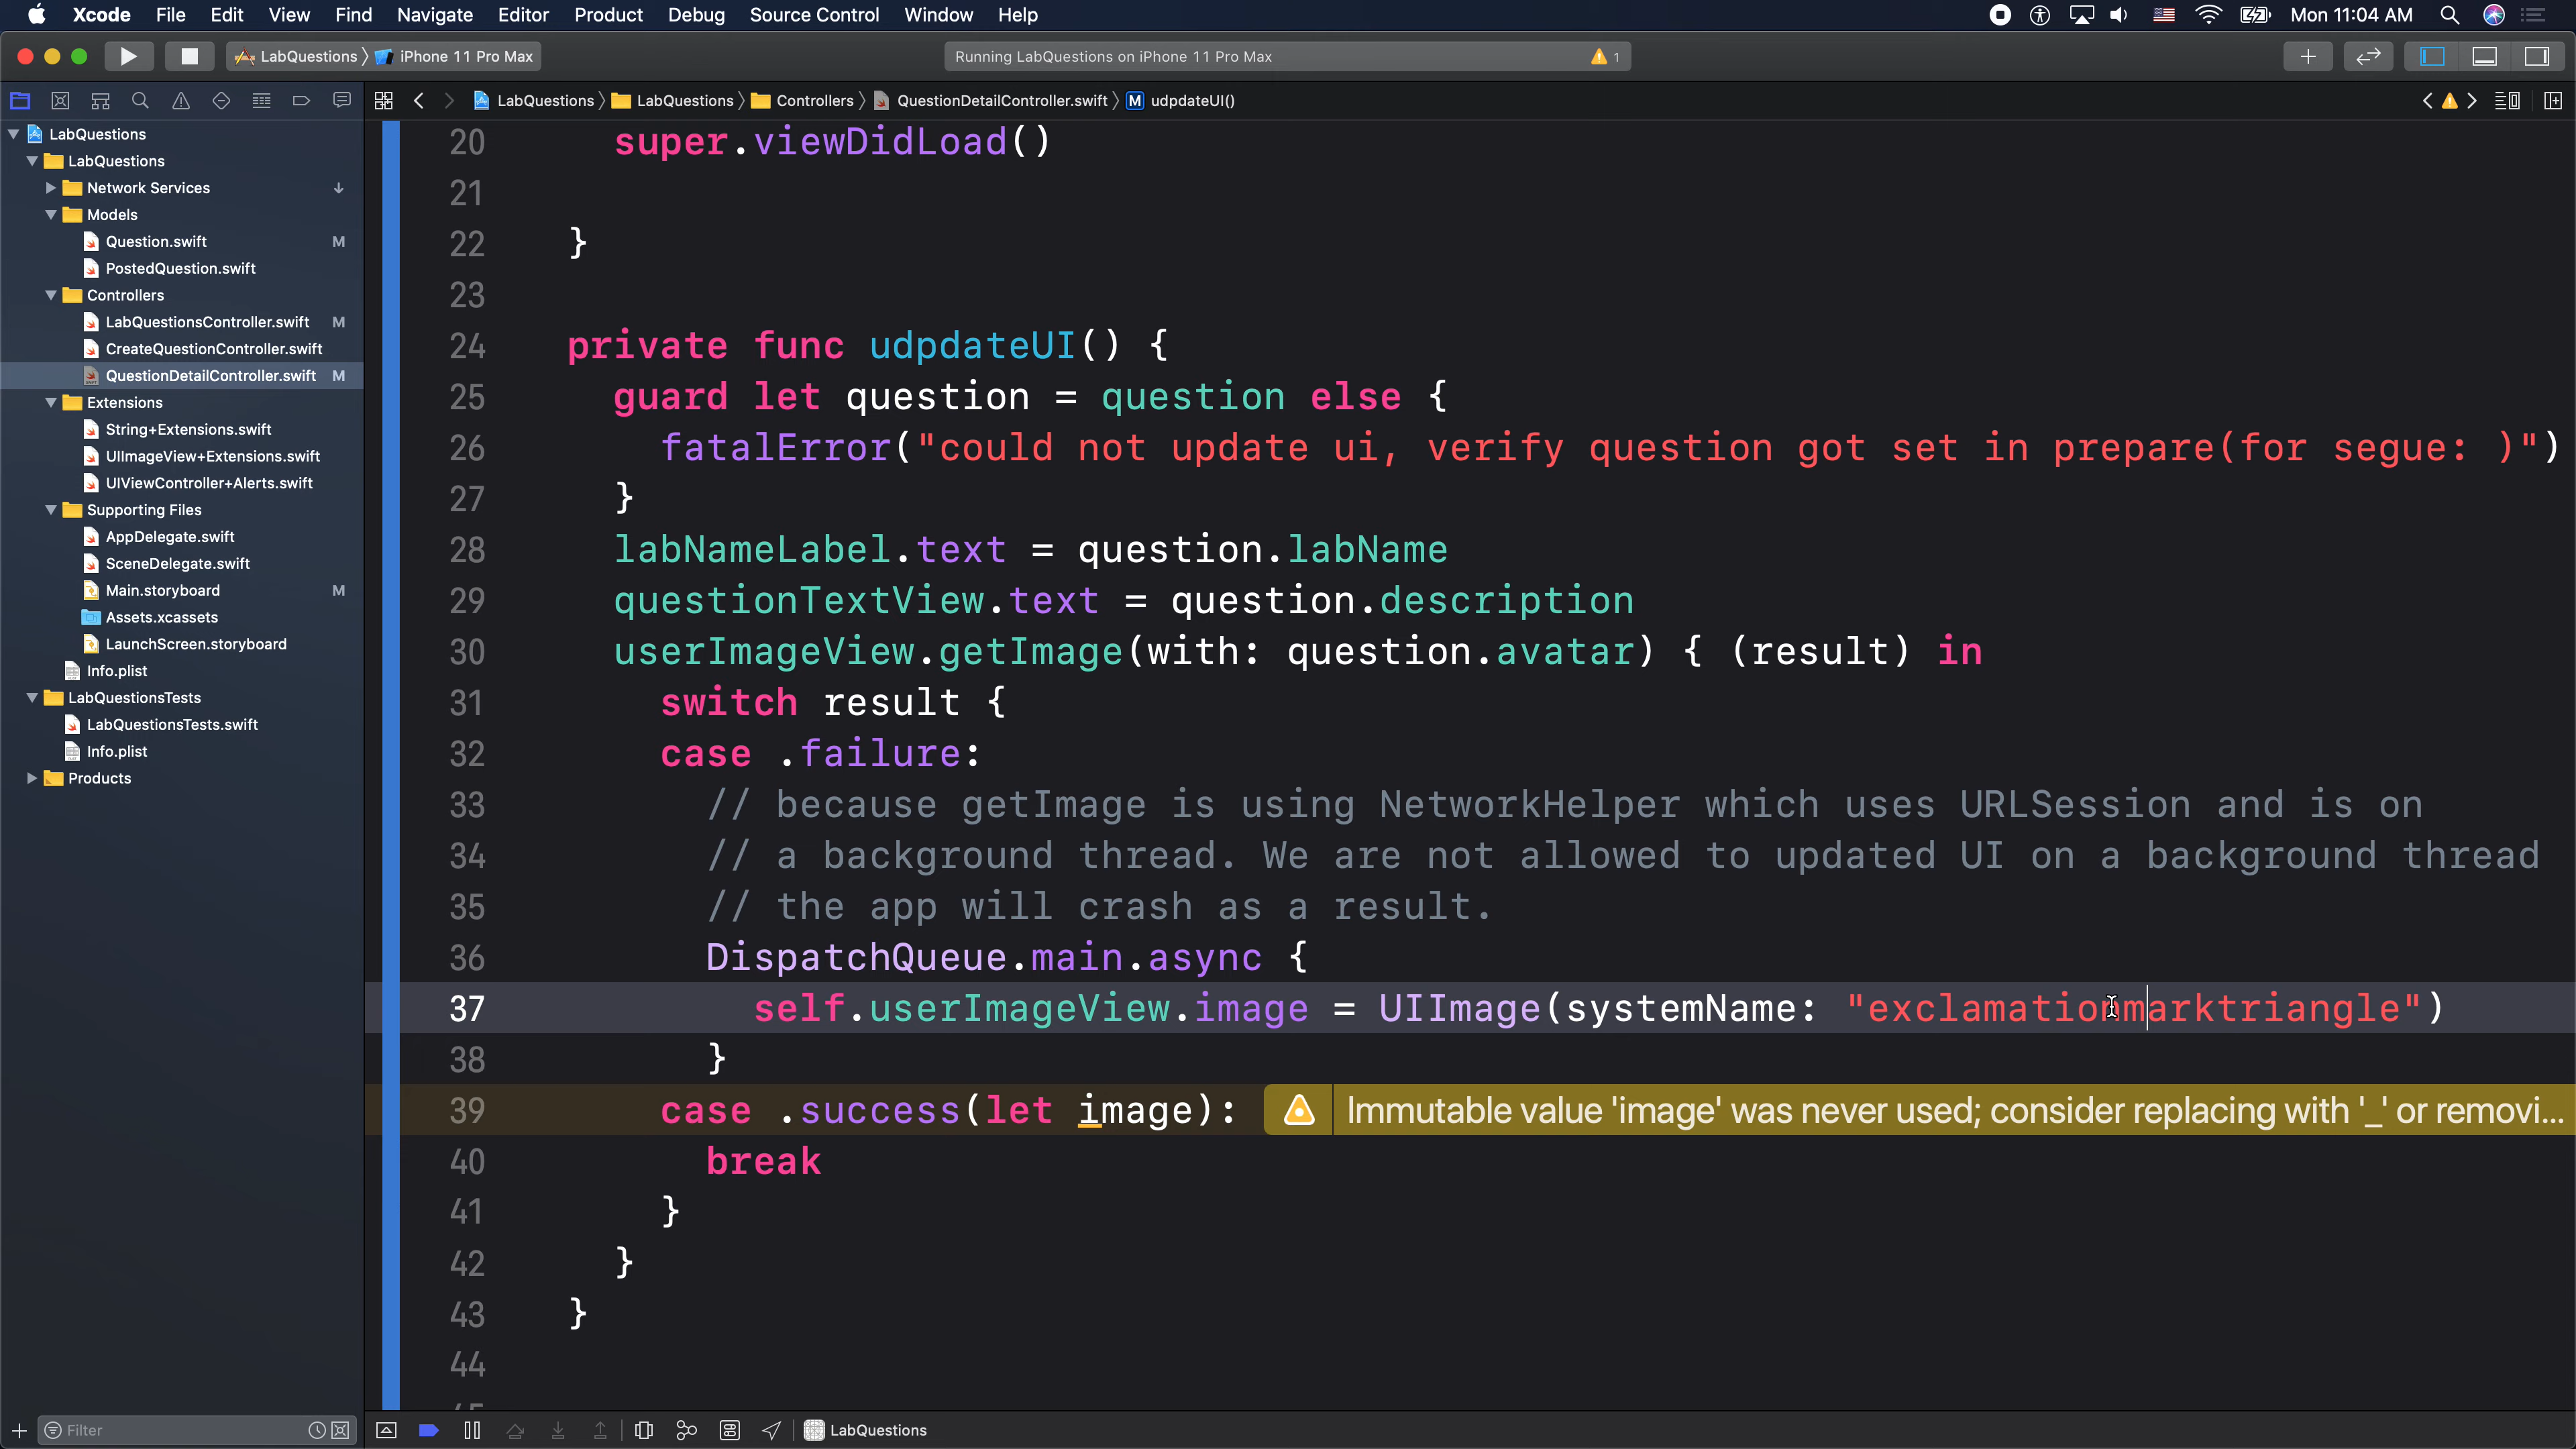 Xcode File Edit View Find Navigate Editor Product Debug Source Control Window Help Mon 11:04 AM
LabQuestions iPhone 11 Pro Max Running LabQuestions on iPhone 11 Pro Max 1
LabQuestions LabQuestions Controllers QuestionDetailController.swift M udpdateUI()
LabQuestions
LabQuestions
Network Services
Models
Question.swift M
PostedQuestion.swift
Controllers
LabQuestionsController.swift M
CreateQuestionController.swift
QuestionDetailController.swift M
Extensions
String+Extensions.swift
UIImageView+Extensions.swift
UIViewController+Alerts.swift
Supporting Files
AppDelegate.swift
SceneDelegate.swift
Main.storyboard M
Assets.xcassets
LaunchScreen.storyboard
Info.plist
LabQuestionsTests
LabQuestionsTests.swift
Info.plist
Products
Filter
20 super.viewDidLoad()
21
22 }
23
24 private func udpdateUI() {
25 guard let question = question else {
26 fatalError("could not update ui, verify question got set in prepare(for segue: )")
27 }
28 labNameLabel.text = question.labName
29 questionTextView.text = question.description
30 userImageView.getImage(with: question.avatar) { (result) in
31 switch result {
32 case .failure:
33 // because getImage is using NetworkHelper which uses URLSession and is on
34 // a background thread. We are not allowed to updated UI on a background thread
35 // the app will crash as a result.
36 DispatchQueue.main.async {
37 self.userImageView.image = UIImage(systemName: "exclamationmarktriangle")
38 }
39 case .success(let image): Immutable value 'image' was never used; consider replacing with '_' or removi...
40 break
41 }
42 }
43 }
44
LabQuestions